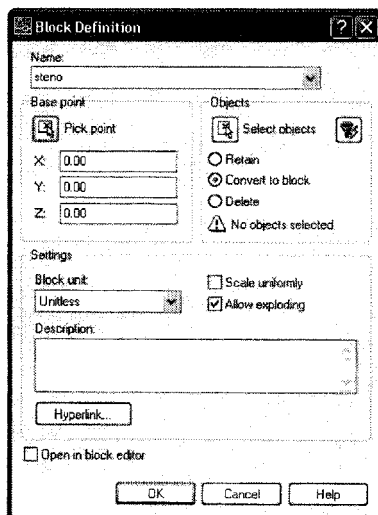 Block Definition
Name:
steno
Base point
Pick point
X: 0.00
Y: 0.00
Z: 0.00
Objects
Select objects
Retain
Convert to block
Delete
No objects selected
Settings
Block unit:
Unitless
Scale uniformly
Allow exploding
Description:
Hyperlink...
Open in block editor
OK Cancel Help